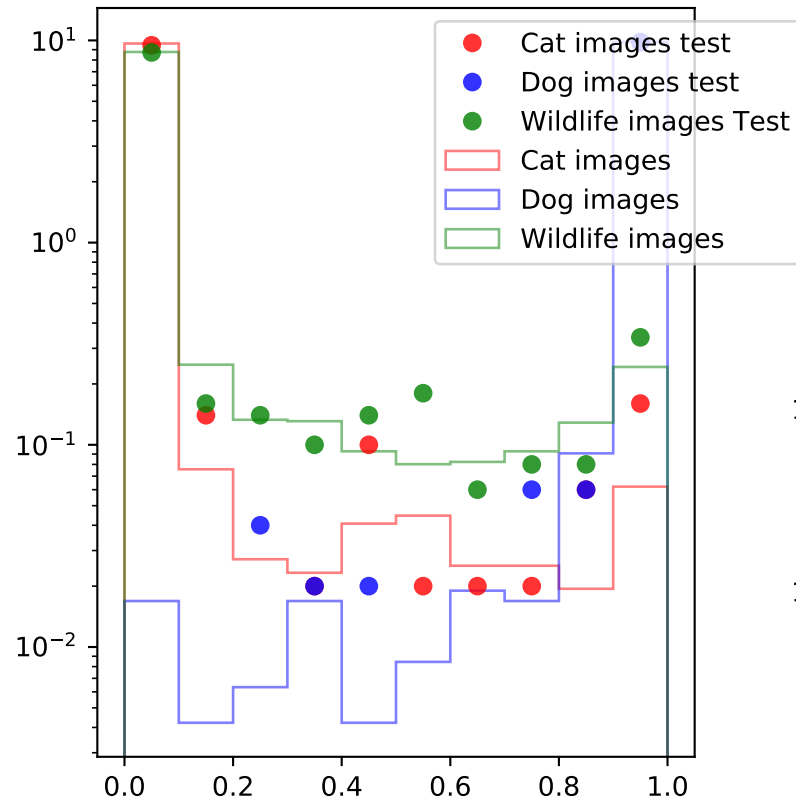 10¹
10⁰
10⁻¹
10⁻²
Cat images test
Dog images test
Wildlife images Test
Cat images
Dog images
Wildlife images
0.0 0.2 0.4 0.6 0.8 1.0